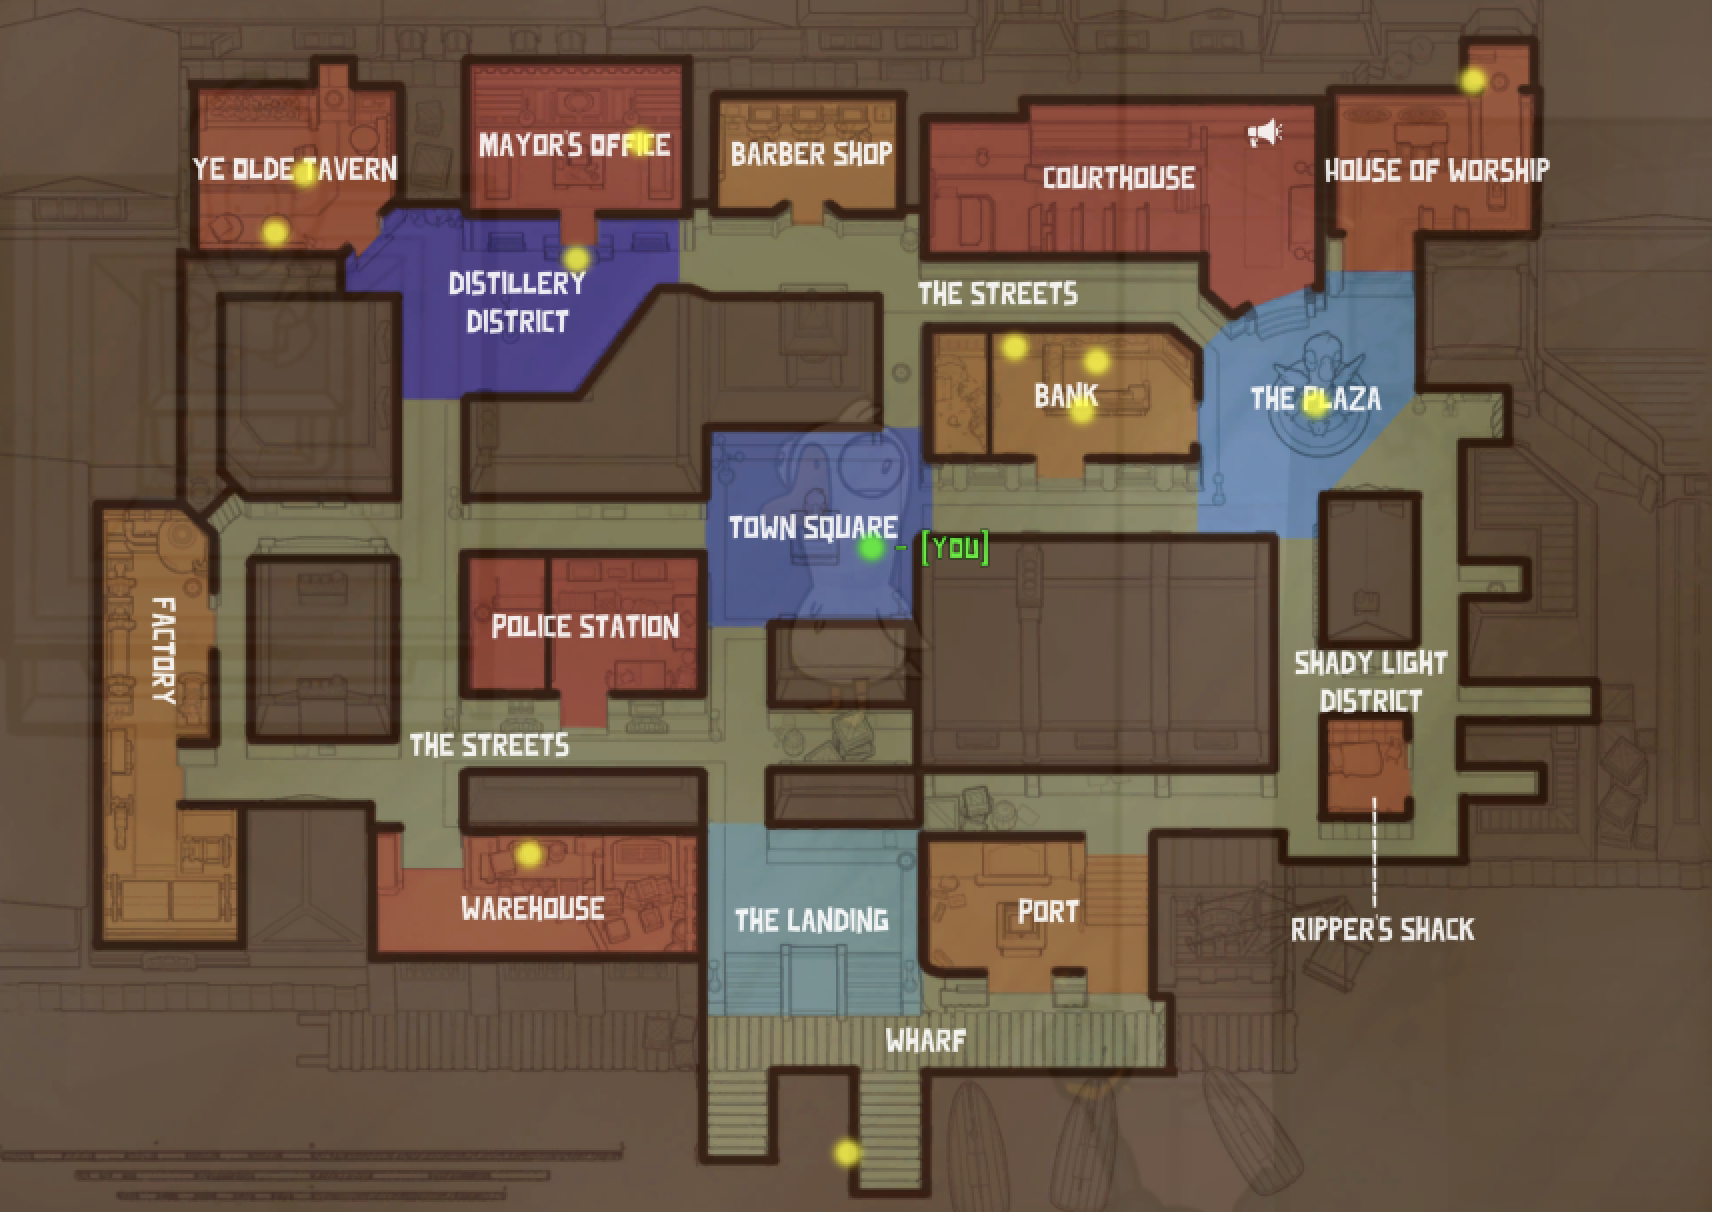 MAYOR'S OFFICE
BARBER SHOP
YE OLDE TAVERN
COURTHOUSE
HOUSE OF WORSHIP
DISTILLERY
DISTRICT
THE STREETS
BANK
THE PLAZA
TOWN SQUARE
- [YOU]
FACTORY
POLICE STATION
SHADY LIGHT
DISTRICT
THE STREETS
WAREHOUSE
THE LANDING
PORT
RIPPER'S SHACK
WHARF